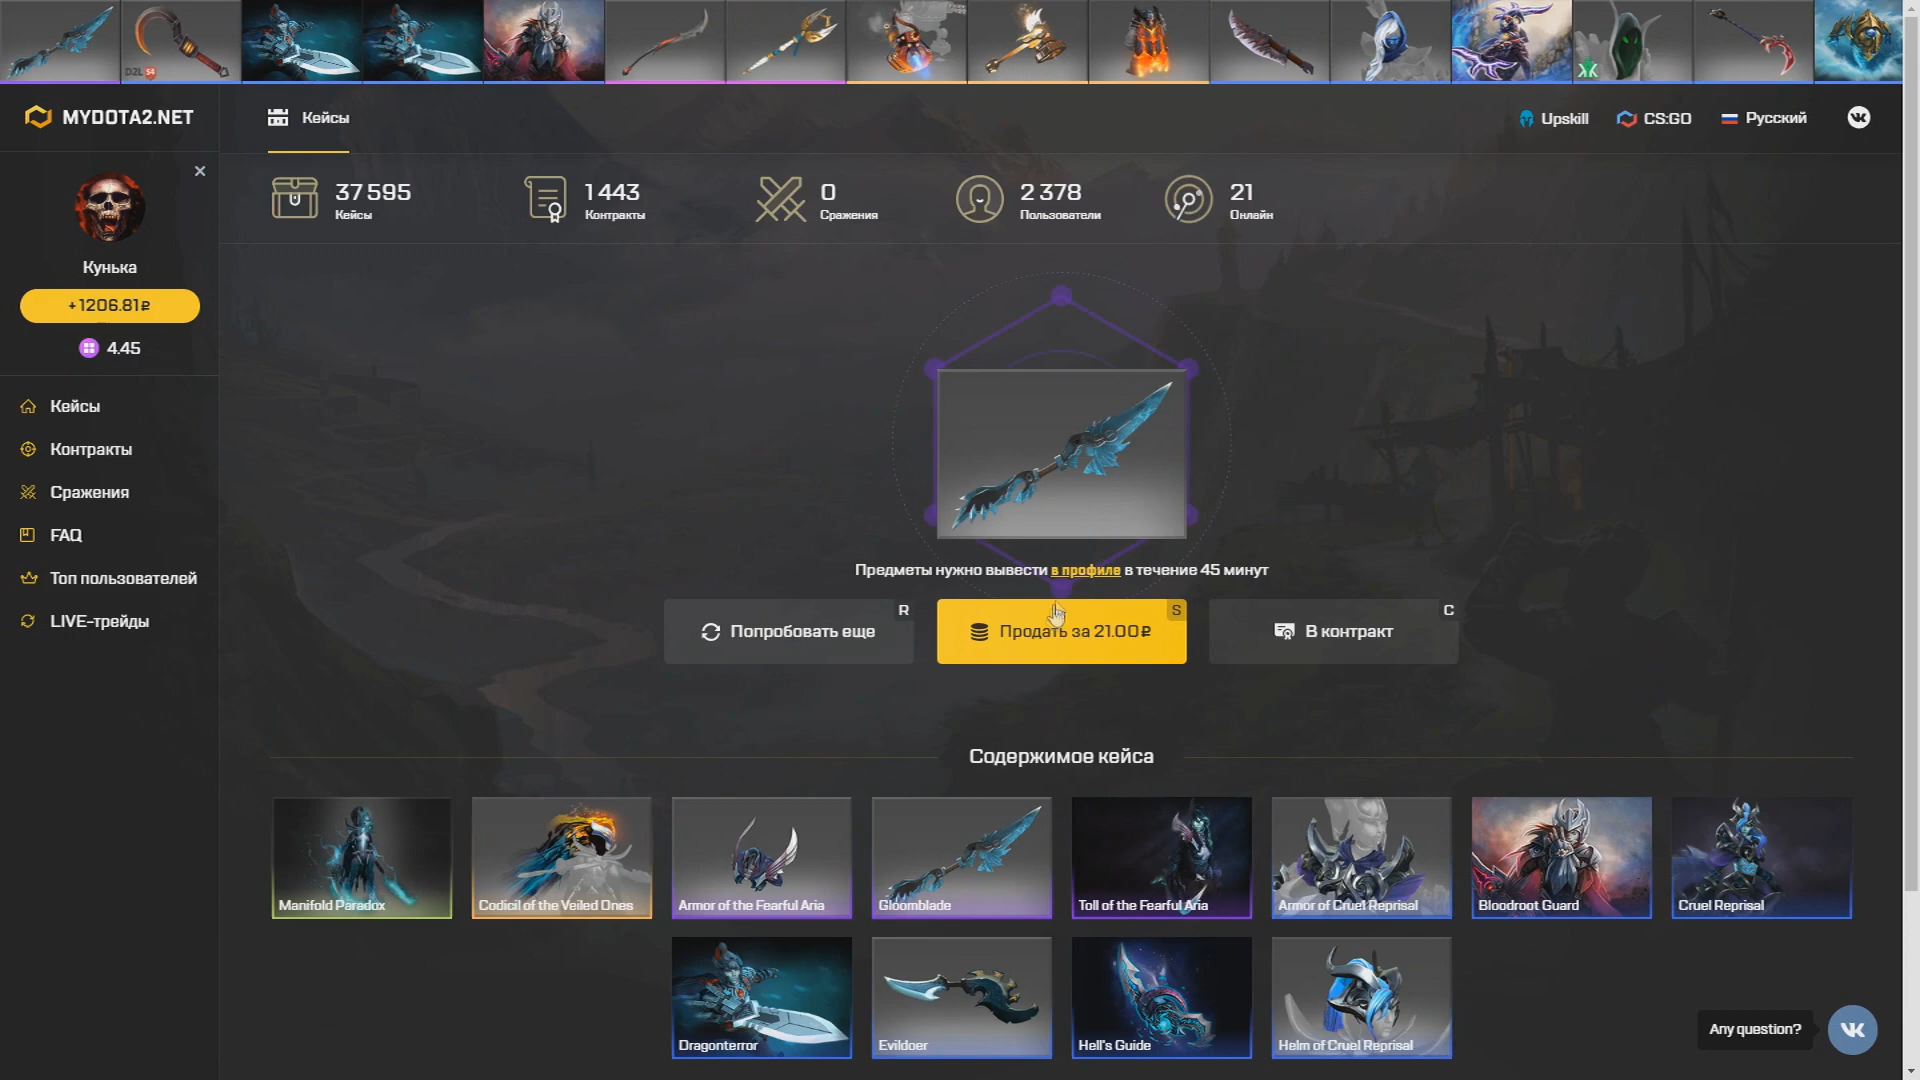 D2L S4
MYDOTA2.NET
Кейсы
Upskill
CS:GO
Русский
37 595
Кейсы
1 443
Контракты
0
Сражения
2 378
Пользователи
21
Онлайн
Кунька
+1206.81₽
4.45
Кейсы
Контракты
Сражения
FAQ
Топ пользователей
LIVE-трейды
Предметы нужно вывести в профиле в течение 45 минут
Попробовать еще
R
Продать за 21.00₽
S
В контракт
C
Содержимое кейса
Manifold Paradox
Codicil of the Veiled Ones
Armor of the Fearful Aria
Gloomblade
Toll of the Fearful Aria
Armor of Cruel Reprisal
Bloodroot Guard
Cruel Reprisal
Dragonterror
Evildoer
Hell's Guide
Helm of Cruel Reprisal
Any question?